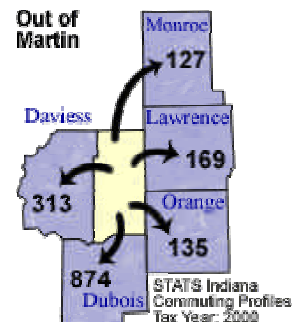 Out of
Martin
Monroe
127
Daviess
Lawrence
169
313
Orange
135
874
Dubois
STATS Indiana
Commuting Profiles
Tax Year: 2000